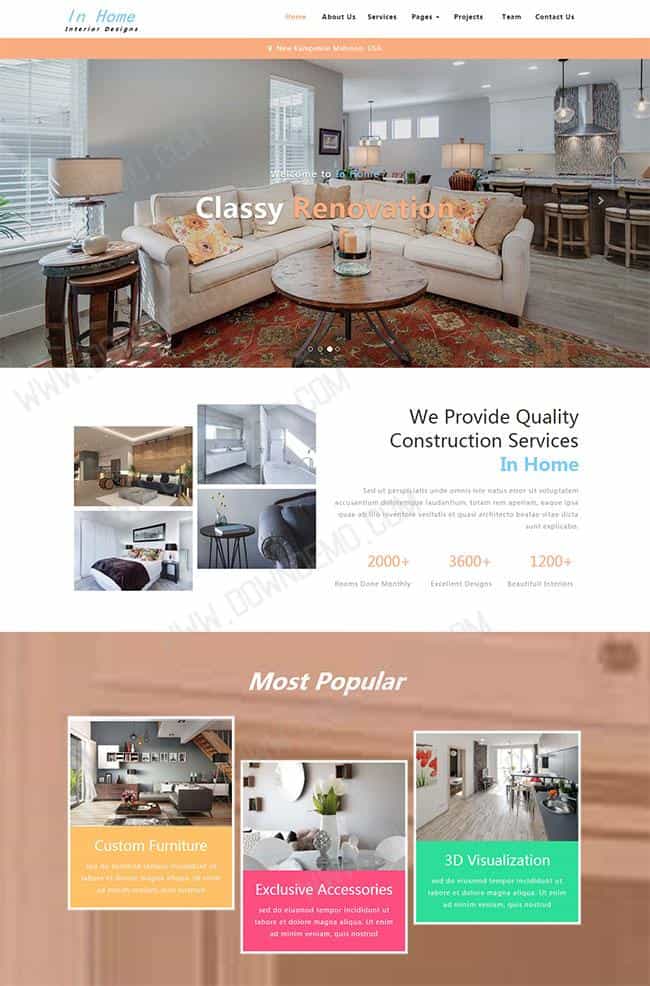 In Home
Interior Designs
Home About Us Services Pages Projects Team Contact Us
New Kampmmin Mahnoon, USA
Welcome to In Home
Classy Renovation
We Provide Quality
Construction Services
In Home
Sed ut perspiciatis unde omnis iste natus error sit voluptatem
accusantium doloremque laudantium, totam rem aperiam, eaque ipsa
quae ab illo inventore veritatis et quasi architecto beatae vitae dicta
sunt explicabo.
2000+ 3600+ 1200+
Rooms Done Monthly Excellent Designs Beautifull Interiors
WWW.DOWNDEMO.COM
Most Popular
Custom Furniture
sed do eiusmod tempor incididunt ut
labore et dolore magna aliqua. Ut enim
ad minim veniam, quis nostrud
Exclusive Accessories
sed do eiusmod tempor incididunt ut
labore et dolore magna aliqua. Ut enim
ad minim veniam, quis nostrud
3D Visualization
sed do eiusmod tempor incididunt ut
labore et dolore magna aliqua. Ut enim
ad minim veniam, quis nostrud